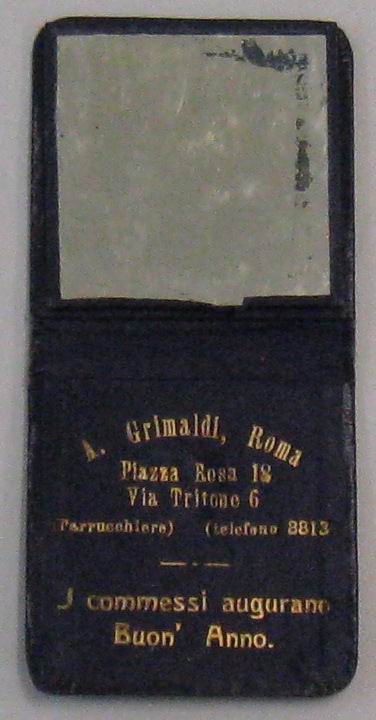 A. Grimaldi, Roma
Piazza Rosa 18
Via Tritone 6
(Parrucchiere) (telefono 8813
I commessi augurano
Buon' Anno.